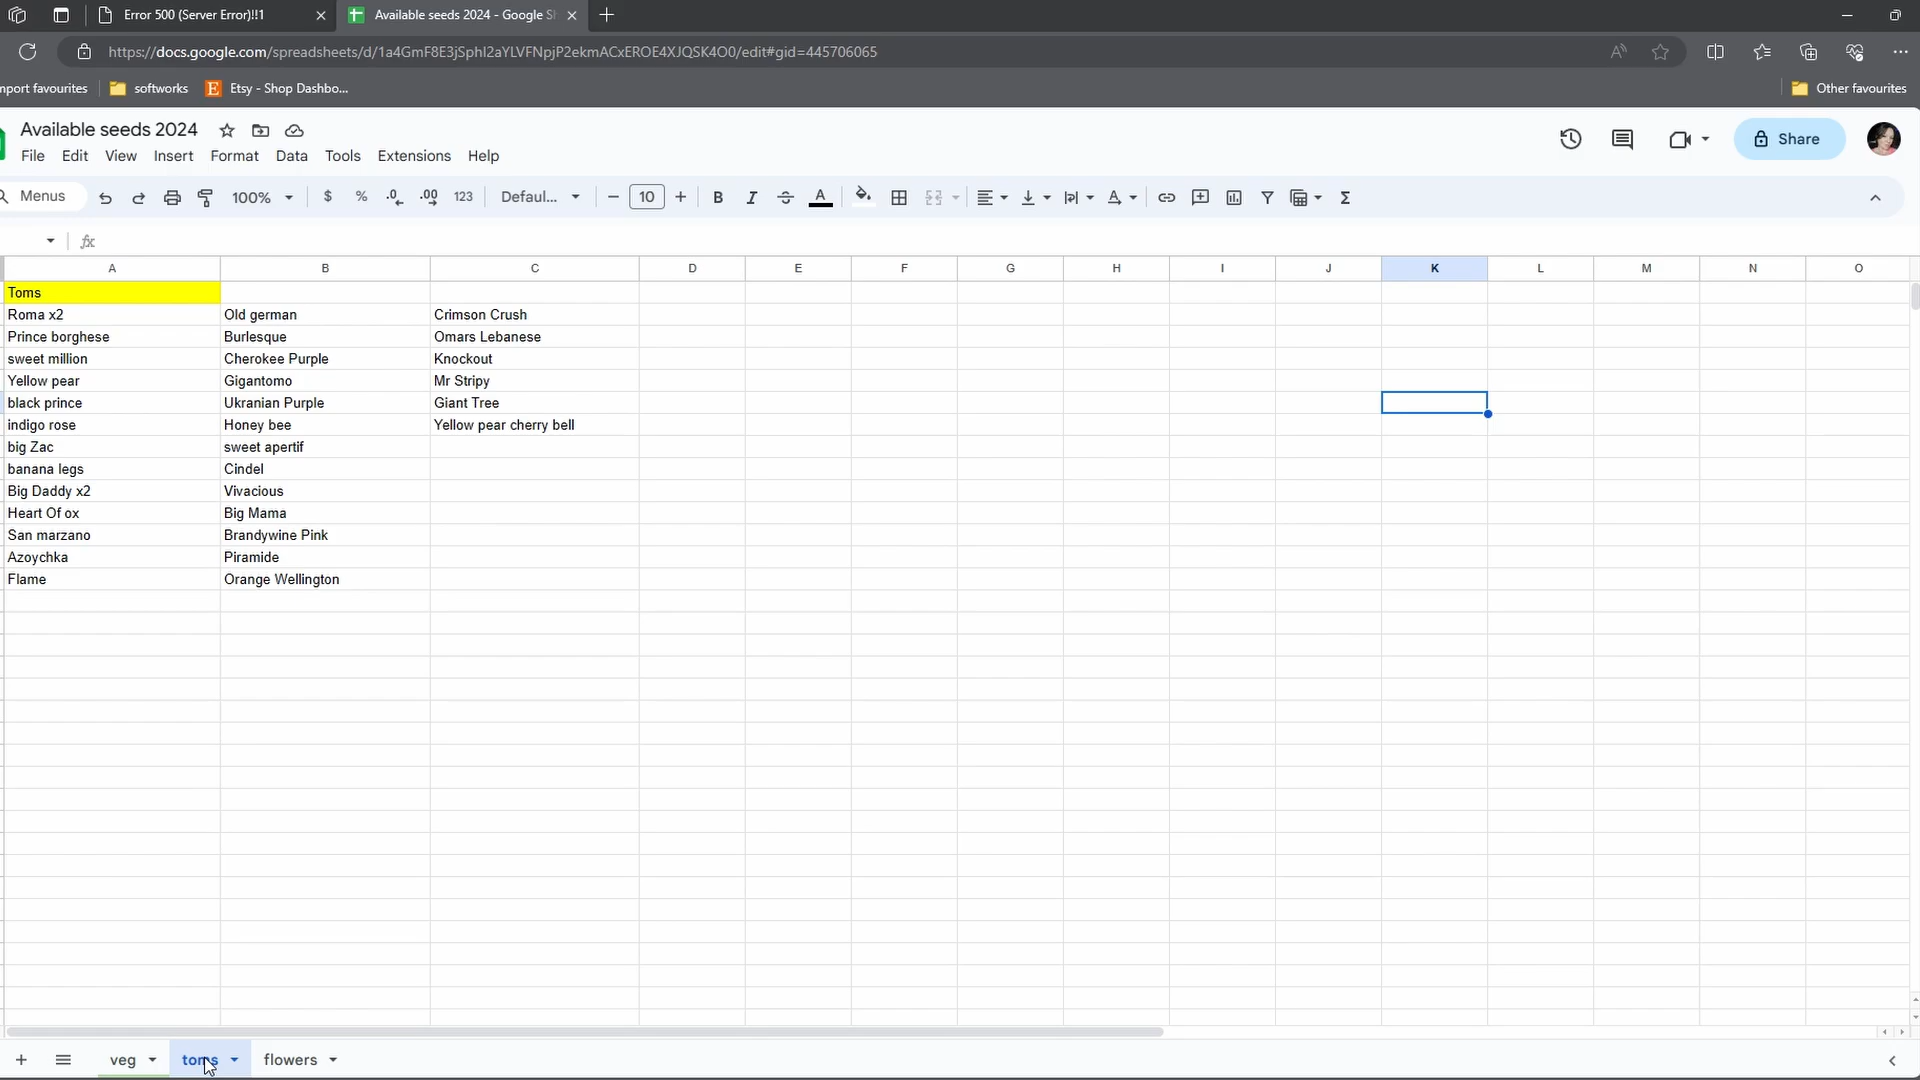 Error 500 (Server Error)!!1
Available seeds 2024 - Google S
https://docs.google.com/spreadsheets/d/1a4GmF8E3jSphI2aYLVFNpjP2ekmACxEROE4XJQSK4O0/edit#gid=445706065
mport favourites softworks Etsy - Shop Dashbo... Other favourites
Available seeds 2024
File Edit View Insert Format Data Tools Extensions Help
Share
Menus 100% $ % .0 .00 123 Defaul... 10 B I A
fx
A B C D E F G H I J K L M N O
Toms
Roma x2 Old german Crimson Crush
Prince borghese Burlesque Omars Lebanese
sweet million Cherokee Purple Knockout
Yellow pear Gigantomo Mr Stripy
black prince Ukranian Purple Giant Tree
indigo rose Honey bee Yellow pear cherry bell
big Zac sweet apertif
banana legs Cindel
Big Daddy x2 Vivacious
Heart Of ox Big Mama
San marzano Brandywine Pink
Azoychka Piramide
Flame Orange Wellington
veg toms flowers